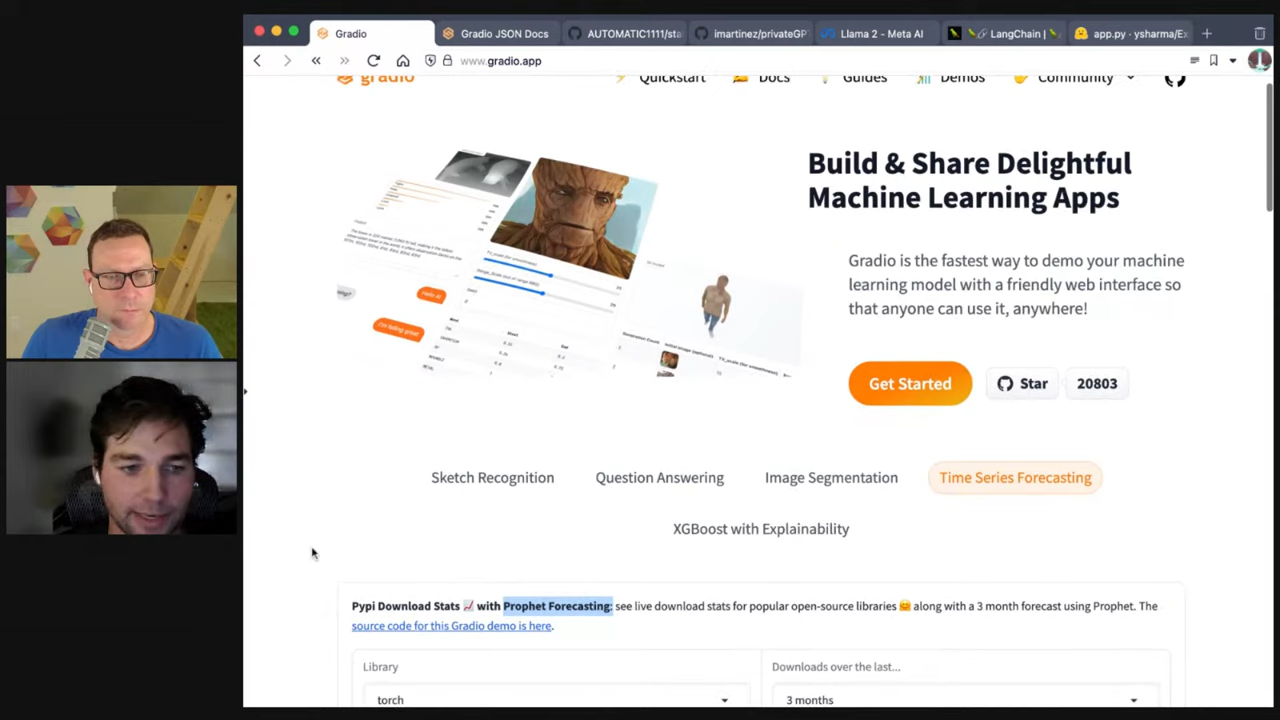 Gradio
Gradio JSON Docs
AUTOMATIC1111/sta
imartinez/privateGP
Llama 2 - Meta AI
LangChain
app.py · ysharma/Ex
www.gradio.app
gradio
Quickstart
Docs
Guides
Demos
Community
Build & Share Delightful
Machine Learning Apps
Gradio is the fastest way to demo your machine
learning model with a friendly web interface so
that anyone can use it, anywhere!
Hello AI
I'm feeling great
Get Started
Star
20803
Sketch Recognition
Question Answering
Image Segmentation
Time Series Forecasting
XGBoost with Explainability
Pypi Download Stats 📈 with Prophet Forecasting: see live download stats for popular open-source libraries 🤗 along with a 3 month forecast using Prophet. The
source code for this Gradio demo is here.
Library
Downloads over the last...
torch
3 months